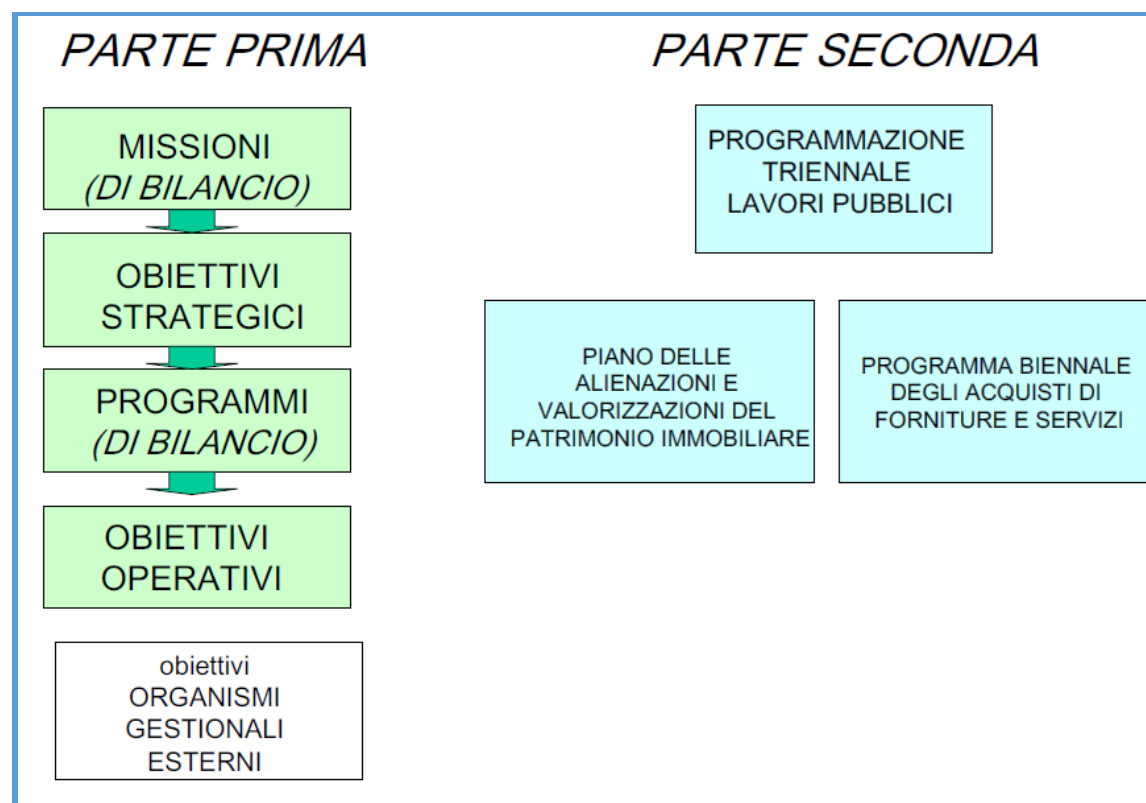 PARTE PRIMA
MISSIONI
(DI BILANCIO)
OBIETTIVI
STRATEGICI
PROGRAMMI
(DI BILANCIO)
OBIETTIVI
OPERATIVI
obiettivi
ORGANISMI
GESTIONALI
ESTERNI
PARTE SECONDA
PROGRAMMAZIONE
TRIENNALE
LAVORI PUBBLICI
PIANO DELLE
ALIENAZIONI E
VALORIZZAZIONI DEL
PATRIMONIO IMMOBILIARE
PROGRAMMA BIENNALE
DEGLI ACQUISTI DI
FORNITURE E SERVIZI